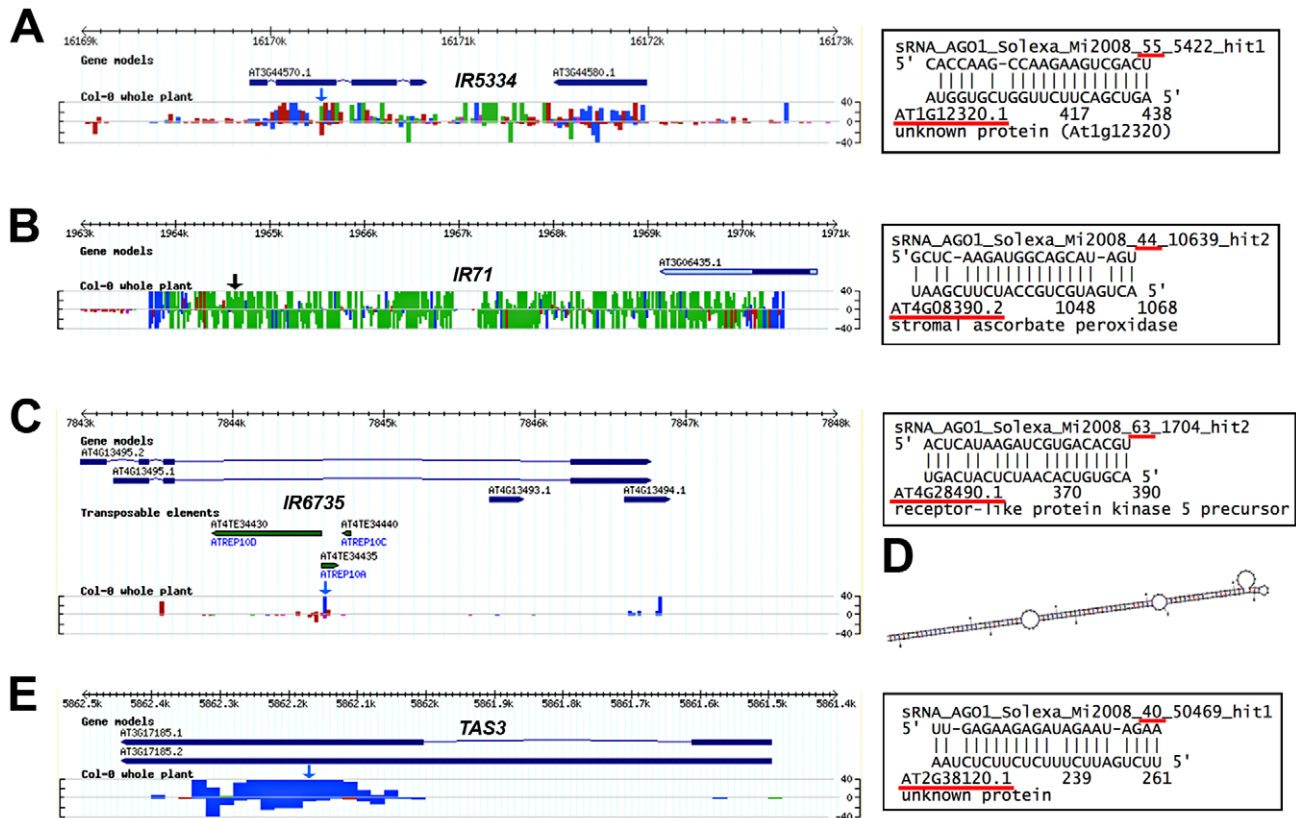 A
16169k 16170k 16171k 16172k 16173k
Gene models
AT3G44570.1 IR5334 AT3G44580.1
Col-0 whole plant
40
0
-40
sRNA_AGO1_Solexa_Mi2008_55_5422_hit1
5' CACCAAG-CCAAGAAGUCGACU
AUGGUGCUGGUUCUUCAGCUGA 5'
AT1G12320.1 417 438
unknown protein (At1g12320)
B
1963k 1964k 1965k 1966k 1967k 1968k 1969k 1970k 1971k
Gene models
IR71 AT3G06435.1
Col-0 whole plant
40
0
-40
sRNA_AGO1_Solexa_Mi2008_44_10639_hit2
5'GCUC-AAGAUGGCAGCAU-AGU
UAAGCUUCUACCGUCGUAGUCA 5'
AT4G08390.2 1048 1068
stromal ascorbate peroxidase
C
7843k 7844k 7845k 7846k 7847k 7848k
Gene models
AT4G13495.2
AT4G13495.1
IR6735 AT4G13493.1 AT4G13494.1
Transposable elements
AT4TE34430 AT4TE34440
ATREP10D ATREP10C
AT4TE34435
ATREP10A
Col-0 whole plant
40
0
-40
sRNA_AGO1_Solexa_Mi2008_63_1704_hit2
5' ACUCAUAAGAUCGUGACACGU
UGACUACUCUAACACUGUGCA 5'
AT4G28490.1 370 390
receptor-like protein kinase 5 precursor
D
E
5862.5k 5862.4k 5862.3k 5862.2k 5862.1k 5862k 5861.9k 5861.8k 5861.7k 5861.6k 5861.5k 5861.4k
Gene models
TAS3
AT3G17185.1
AT3G17185.2
Col-0 whole plant
40
0
-40
sRNA_AGO1_Solexa_Mi2008_40_50469_hit1
5' UU-GAGAAGAGAUAGAAU-AGAA
AAUCUCUUCUCUUUCUUAGUCUU 5'
AT2G38120.1 239 261
unknown protein